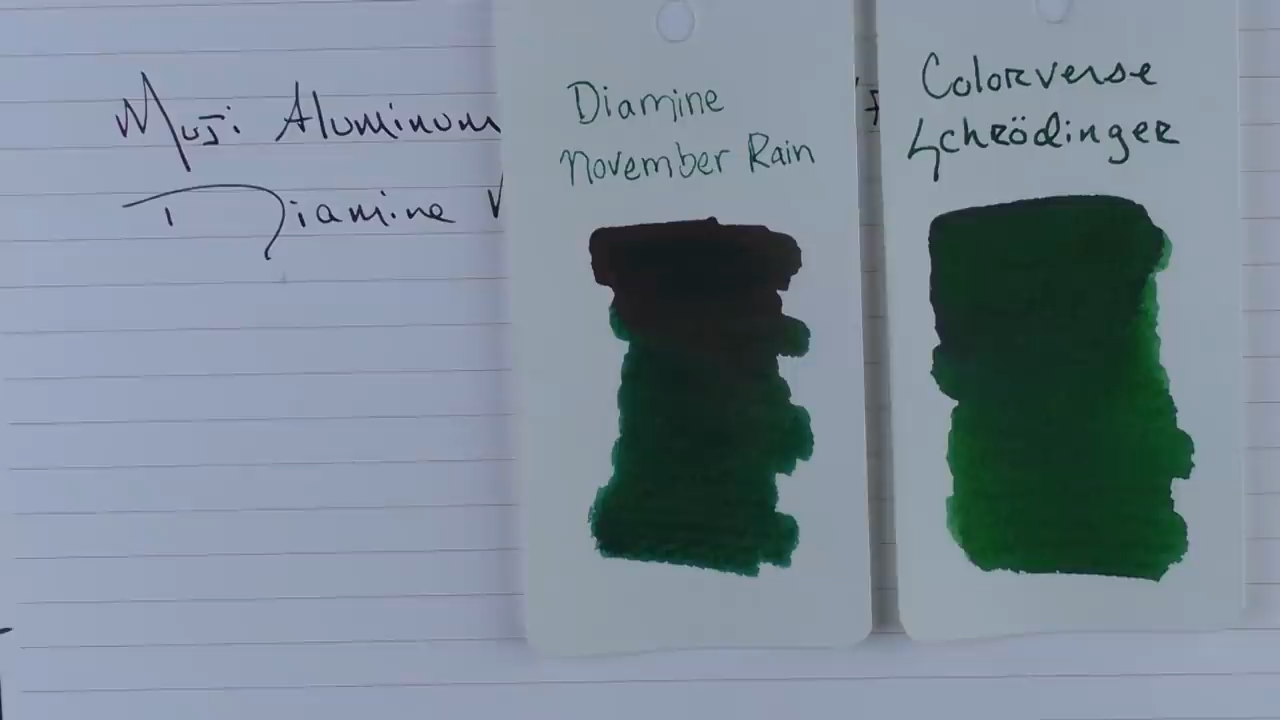 Muji Aluminum
Diamine
Diamine
November Rain
Colorverse
Schrödinger